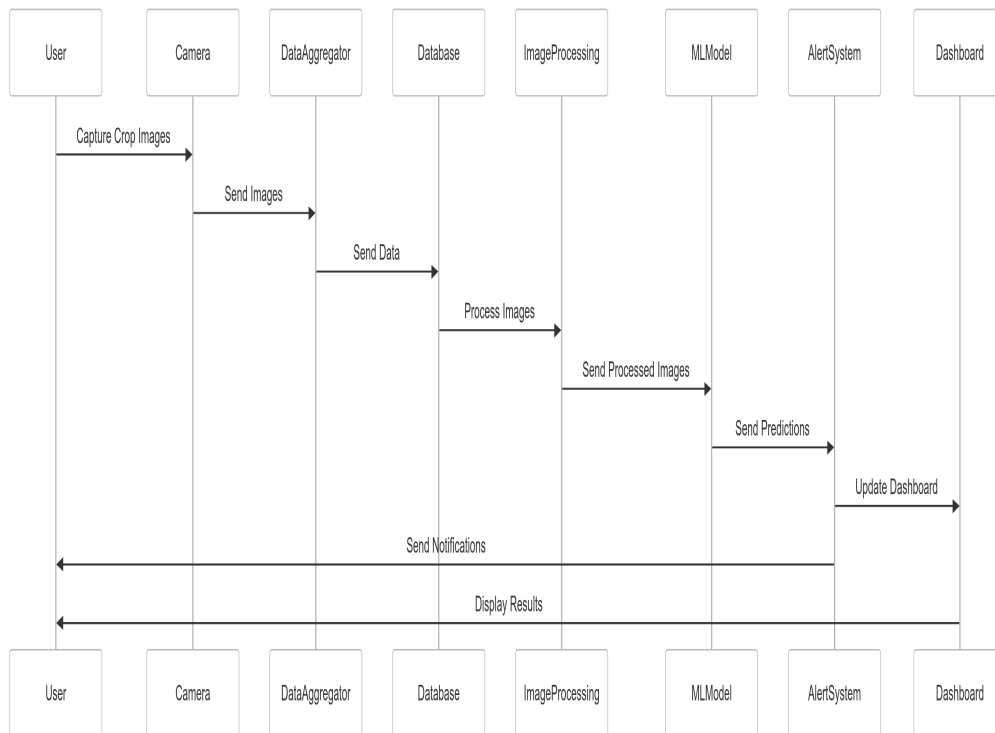 User Camera DataAggregator Database ImageProcessing MLModel AlertSystem Dashboard
Capture Crop Images
Send Images
Send Data
Process Images
Send Processed Images
Send Predictions
Update Dashboard
Send Notifications
Display Results
User Camera DataAggregator Database ImageProcessing MLModel AlertSystem Dashboard